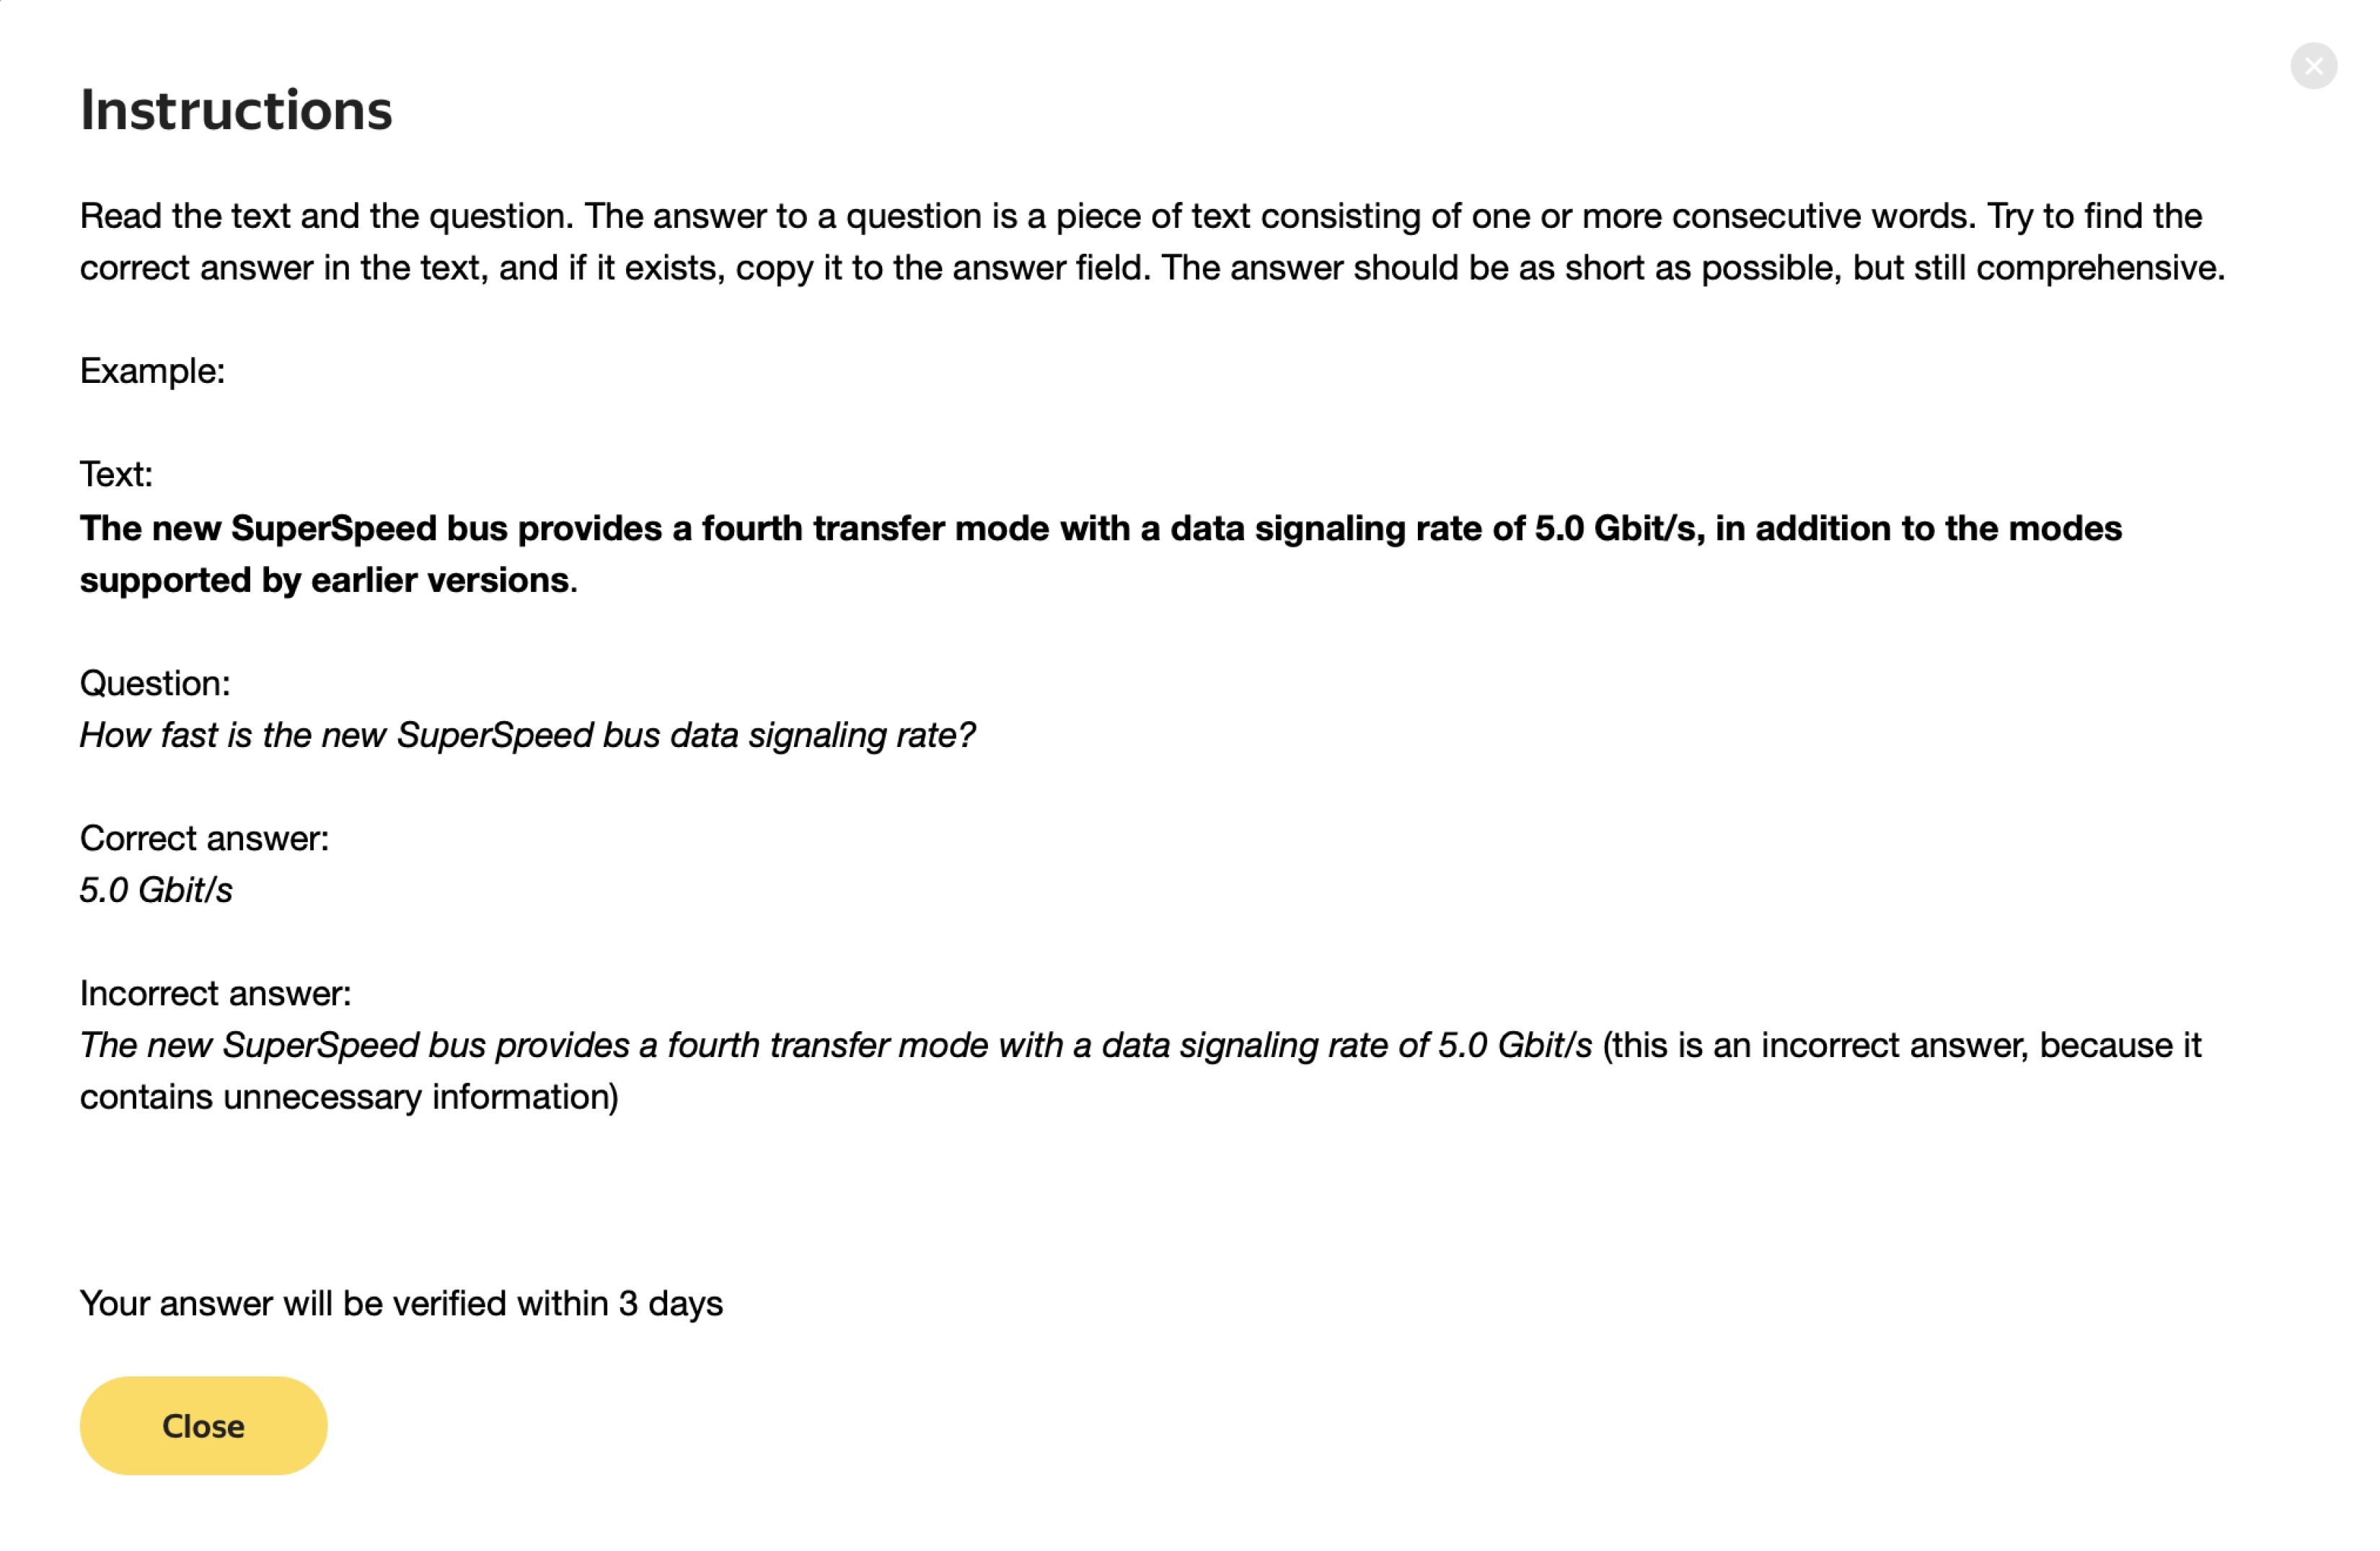 Instructions
Read the text and the question. The answer to a question is a piece of text consisting of one or more consecutive words. Try to find the
correct answer in the text, and if it exists, copy it to the answer field. The answer should be as short as possible, but still comprehensive.
Example:
Text:
The new SuperSpeed bus provides a fourth transfer mode with a data signaling rate of 5.0 Gbit/s, in addition to the modes
supported by earlier versions.
Question:
How fast is the new SuperSpeed bus data signaling rate?
Correct answer:
5.0 Gbit/s
Incorrect answer:
The new SuperSpeed bus provides a fourth transfer mode with a data signaling rate of 5.0 Gbit/s (this is an incorrect answer, because it
contains unnecessary information)
Your answer will be verified within 3 days
Close